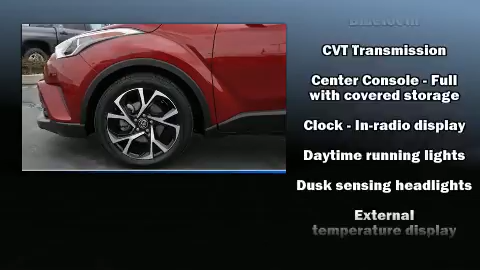 Bluetooth
CVT Transmission
Center Console - Full
with covered storage
Clock - In-radio display
Daytime running lights
Dusk sensing headlights
External
temperature display